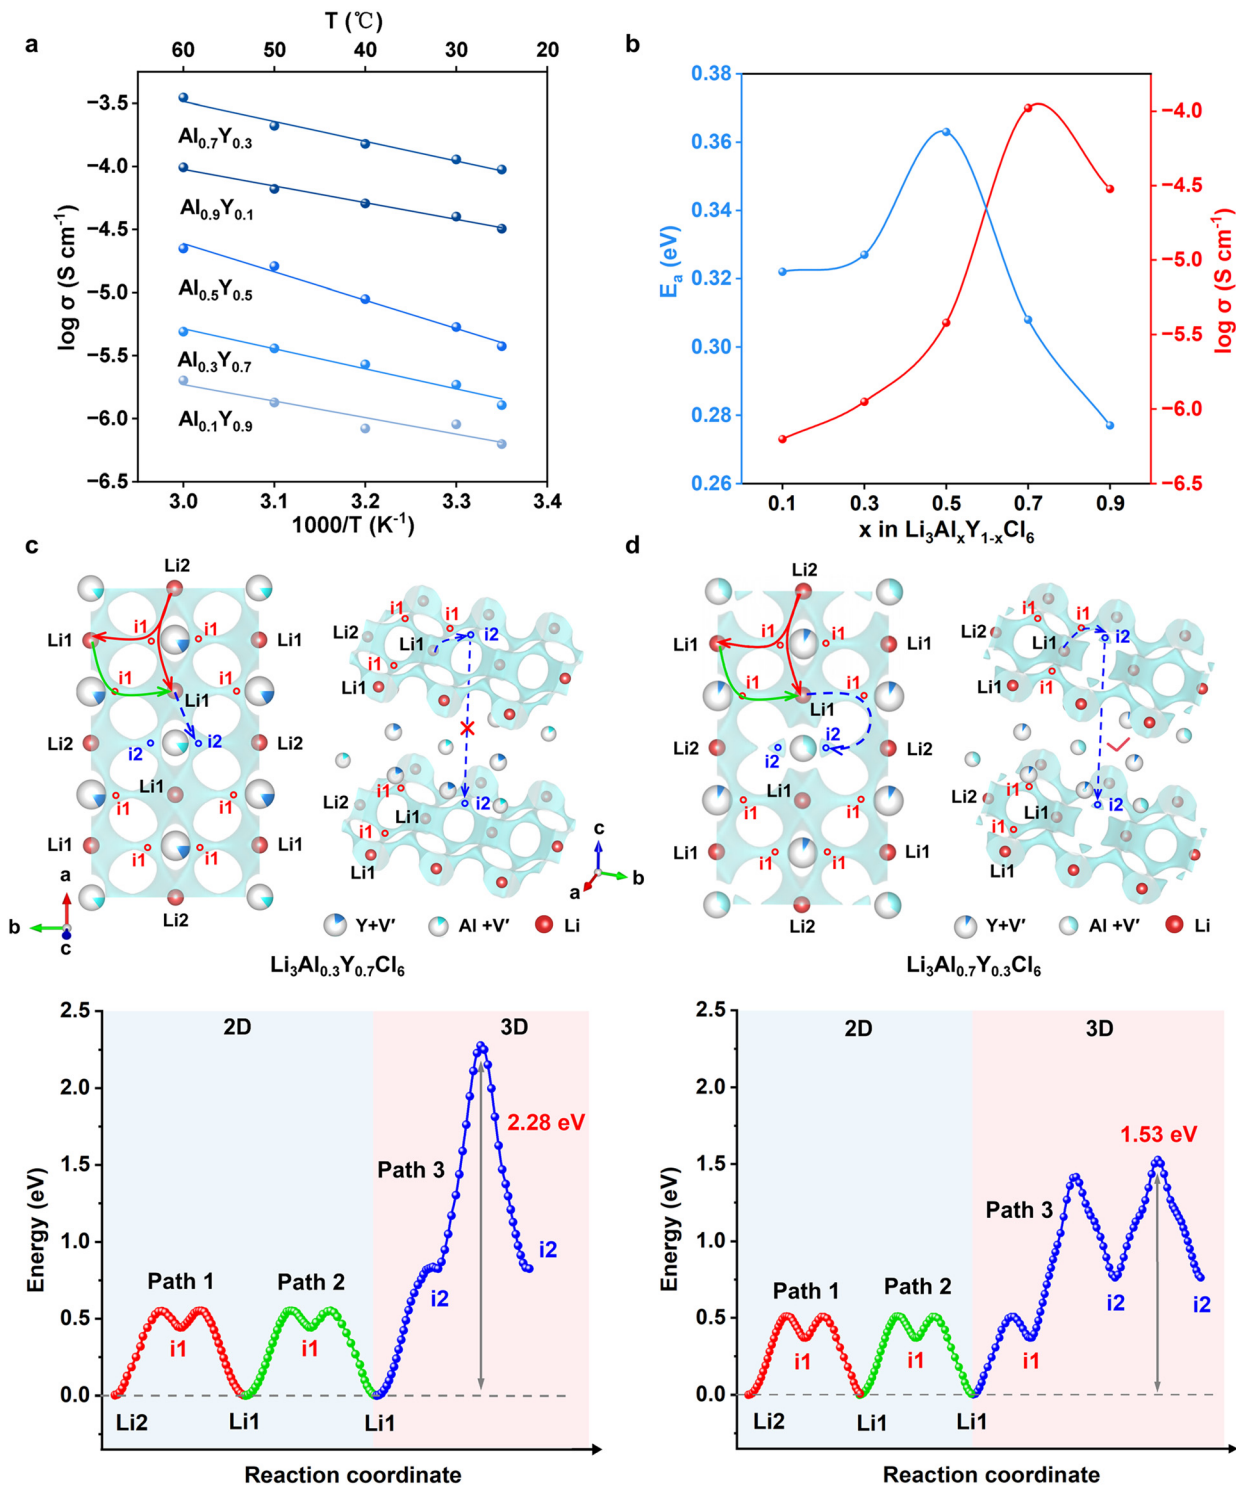 a
T (℃)
60 50 40 30 20
log σ (S cm⁻¹)
−3.5
−4.0
−4.5
−5.0
−5.5
−6.0
−6.5
Al₀.₇Y₀.₃
Al₀.₉Y₀.₁
Al₀.₅Y₀.₅
Al₀.₃Y₀.₇
Al₀.₁Y₀.₉
3.0 3.1 3.2 3.3 3.4
1000/T (K⁻¹)
b
Eₐ (eV)
0.38
0.36
0.34
0.32
0.30
0.28
0.26
log σ (S cm⁻¹)
−4.0
−4.5
−5.0
−5.5
−6.0
−6.5
0.1 0.3 0.5 0.7 0.9
x in Li₃AlₓY₁₋ₓCl₆
c
Li2
Li1 i1 i1 Li1
i1 Li1 i1
Li2 i2 i2 Li2
i1 Li1 i1
Li1 i1 i1 Li1
Li2
a
b
c
i1 i1
Li2 Li1 i2
i1
Li1
i1
Li2 Li1 i2
i1
Li1
c
b
a
Y+V′ Al +V′ Li
Li₃Al₀.₃Y₀.₇Cl₆
d
Li2
Li1 i1 i1 Li1
i1 Li1 i1
Li2 i2 i2 Li2
i1 Li1 i1
Li1 i1 i1 Li1
Li2
i1 i1
Li2 Li1 i2
i1
Li1
i1
Li2 Li1 i2
i1
Li1
Y+V′ Al +V′ Li
Li₃Al₀.₇Y₀.₃Cl₆
Energy (eV)
2.5
2.0
1.5
1.0
0.5
0.0
2D 3D
2.28 eV
Path 3
Path 1 Path 2
i1 i1 i2 i2
Li2 Li1 Li1
Reaction coordinate
Energy (eV)
2.5
2.0
1.5
1.0
0.5
0.0
2D 3D
1.53 eV
Path 3
Path 1 Path 2
i1 i1 i1 i2 i2
Li2 Li1 Li1
Reaction coordinate